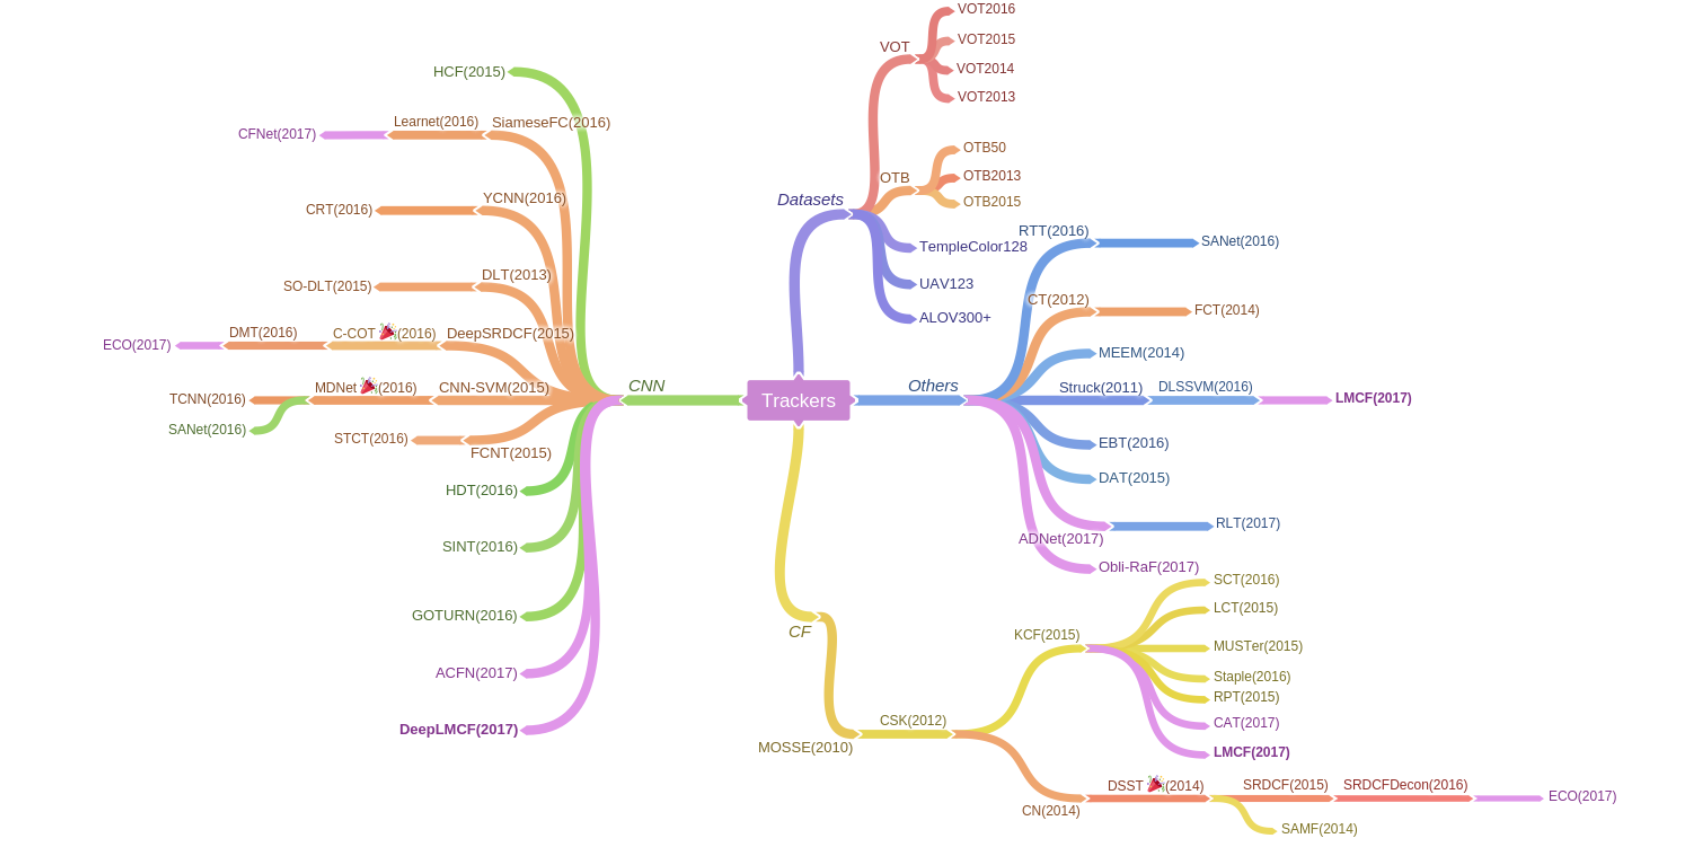 Trackers
CNN
HCF(2015)
SiameseFC(2016)
Learnet(2016)
CFNet(2017)
YCNN(2016)
CRT(2016)
DLT(2013)
SO-DLT(2015)
DeepSRDCF(2015)
C-COT 🎉(2016)
DMT(2016)
ECO(2017)
CNN-SVM(2015)
MDNet 🎉(2016)
TCNN(2016)
SANet(2016)
FCNT(2015)
STCT(2016)
HDT(2016)
SINT(2016)
GOTURN(2016)
ACFN(2017)
DeepLMCF(2017)
Datasets
VOT
VOT2016
VOT2015
VOT2014
VOT2013
OTB
OTB50
OTB2013
OTB2015
TempleColor128
UAV123
ALOV300+
Others
RTT(2016)
SANet(2016)
CT(2012)
FCT(2014)
MEEM(2014)
Struck(2011)
DLSSVM(2016)
LMCF(2017)
EBT(2016)
DAT(2015)
ADNet(2017)
RLT(2017)
Obli-RaF(2017)
CF
MOSSE(2010)
CSK(2012)
KCF(2015)
SCT(2016)
LCT(2015)
MUSTer(2015)
Staple(2016)
RPT(2015)
CAT(2017)
LMCF(2017)
CN(2014)
DSST 🎉(2014)
SRDCF(2015)
SRDCFDecon(2016)
ECO(2017)
SAMF(2014)